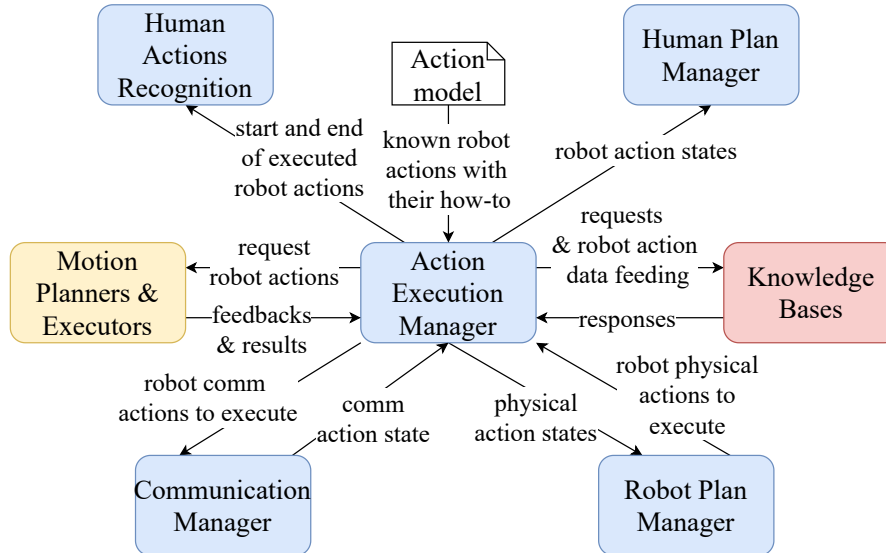 Human
Actions
Recognition
Action
model
Human Plan
Manager
start and end
of executed
robot actions
known robot
actions with
their how-to
robot action states
requests
& robot action
data feeding
request
robot actions
Motion
Planners &
Executors
Action
Execution
Manager
Knowledge
Bases
feedbacks
& results
responses
robot comm
actions to execute
comm
action state
physical
action states
robot physical
actions to
execute
Communication
Manager
Robot Plan
Manager